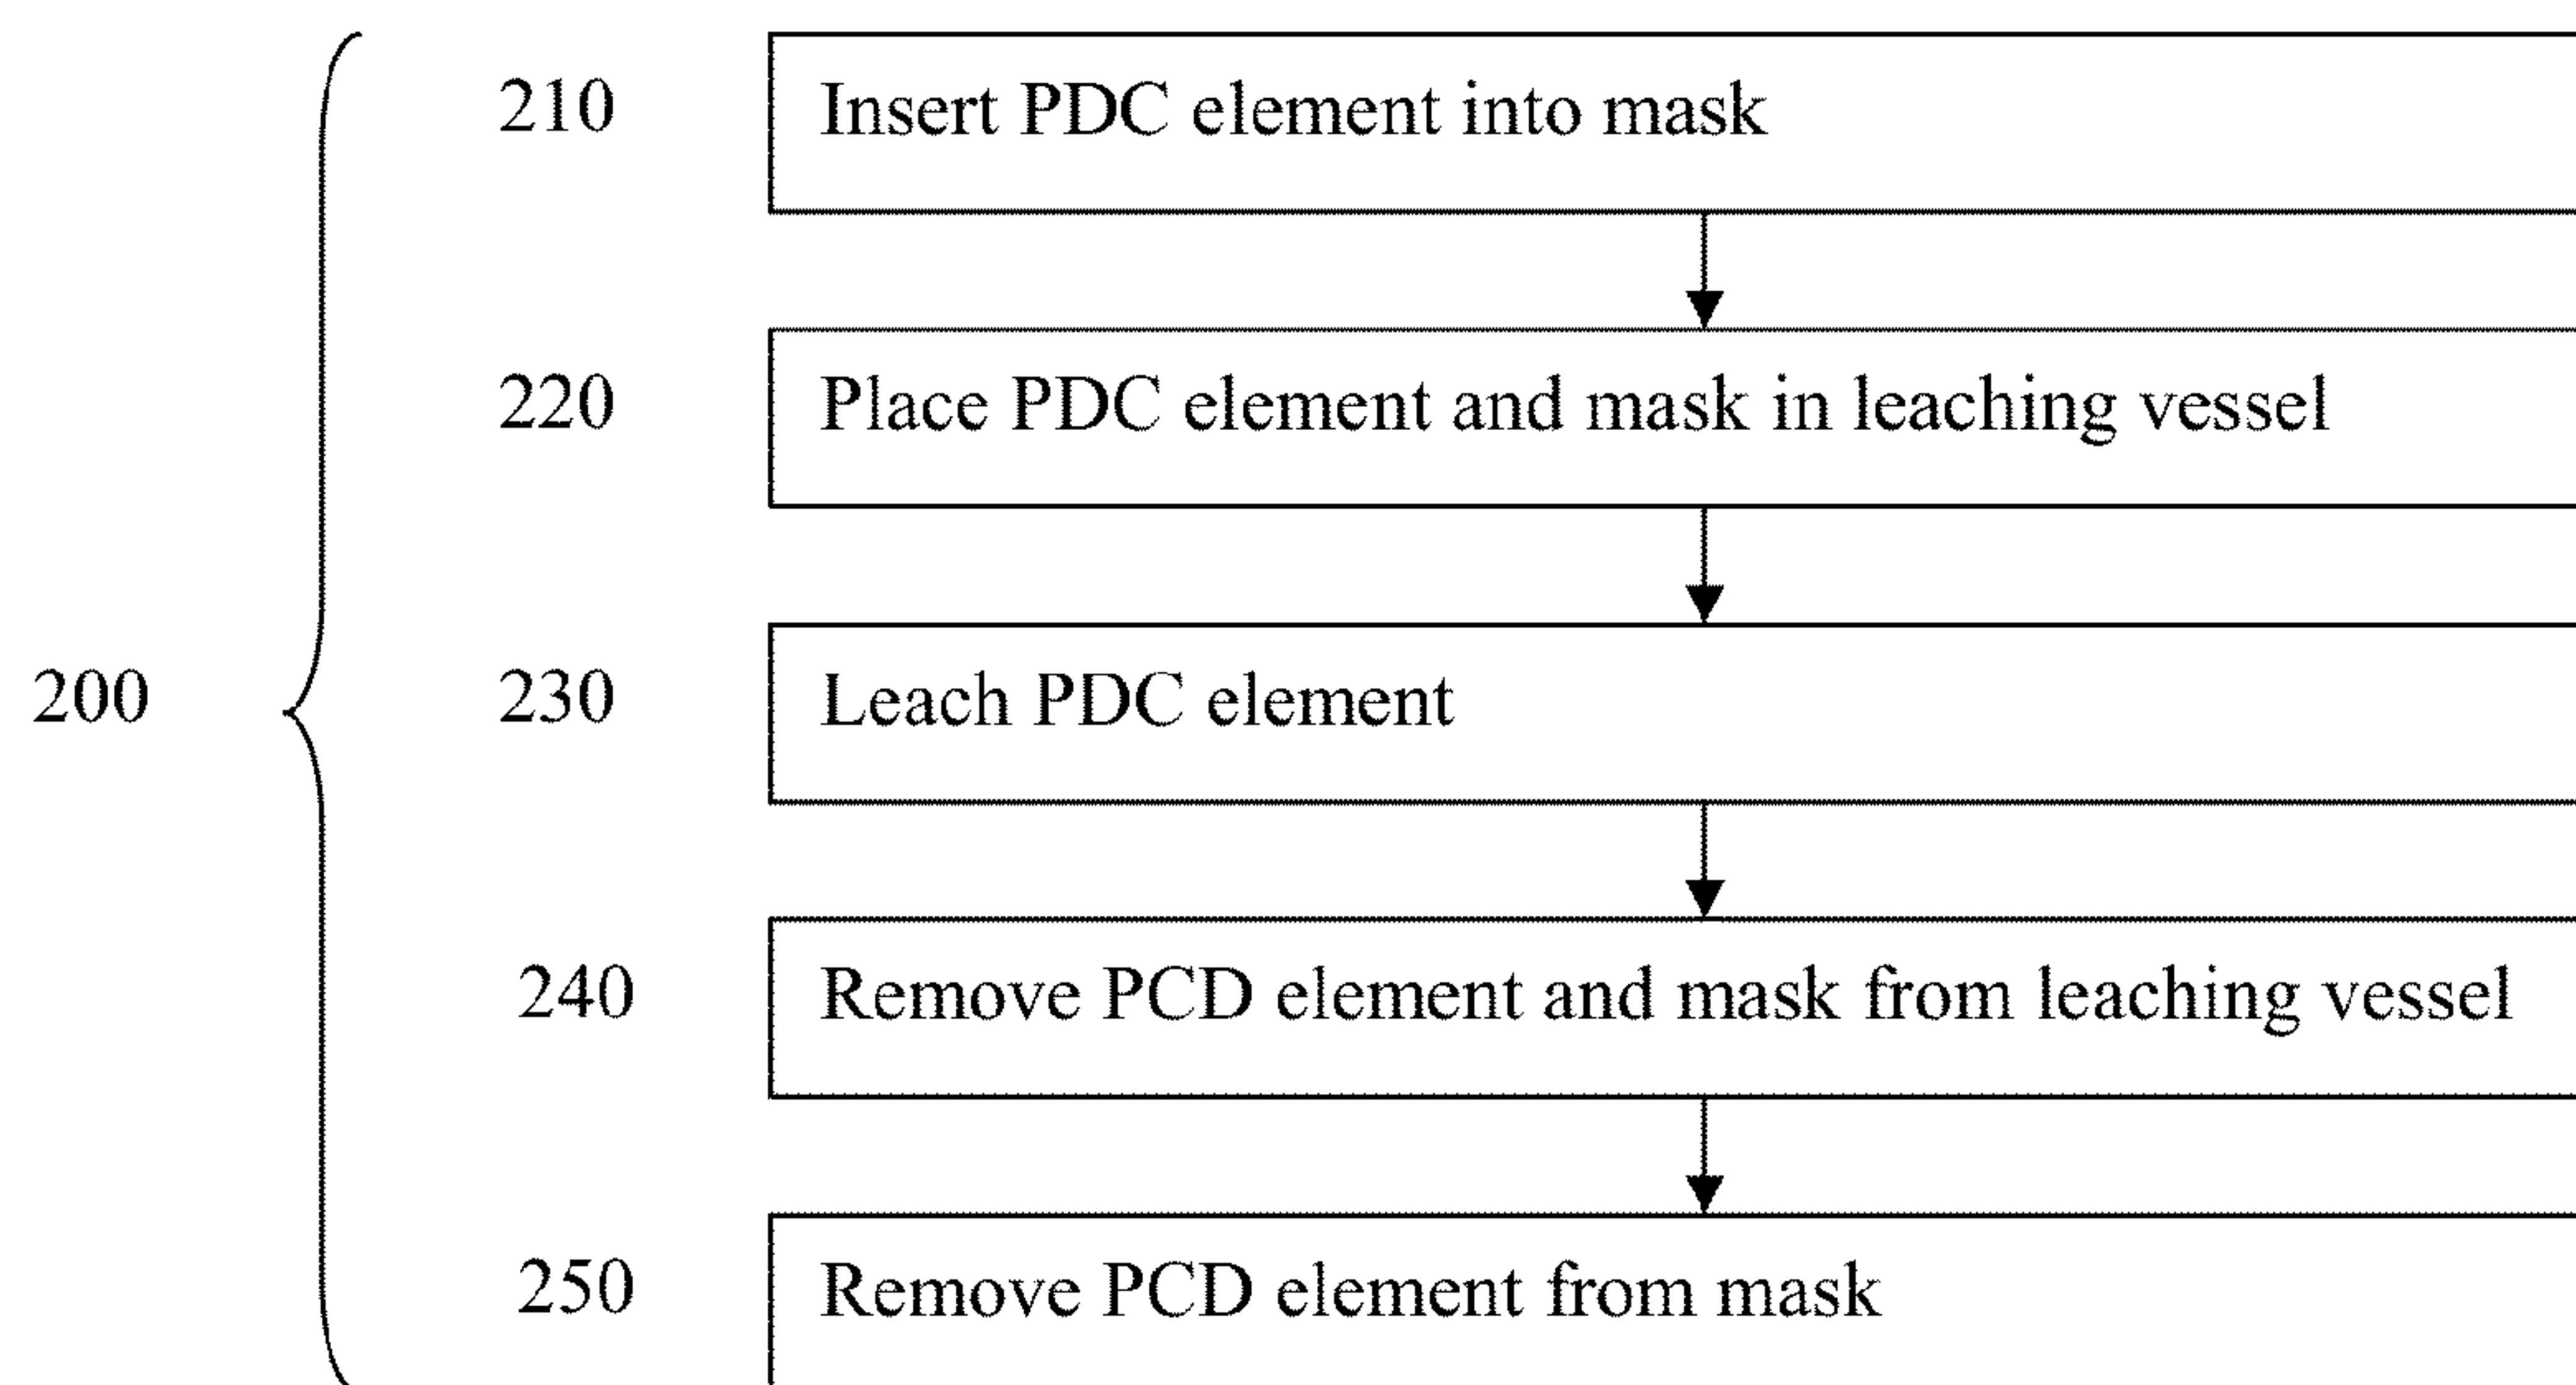 210 Insert PDC element into mask
220 Place PDC element and mask in leaching vessel
200 230 Leach PDC element
240 Remove PCD element and mask from leaching vessel
250 Remove PCD element from mask